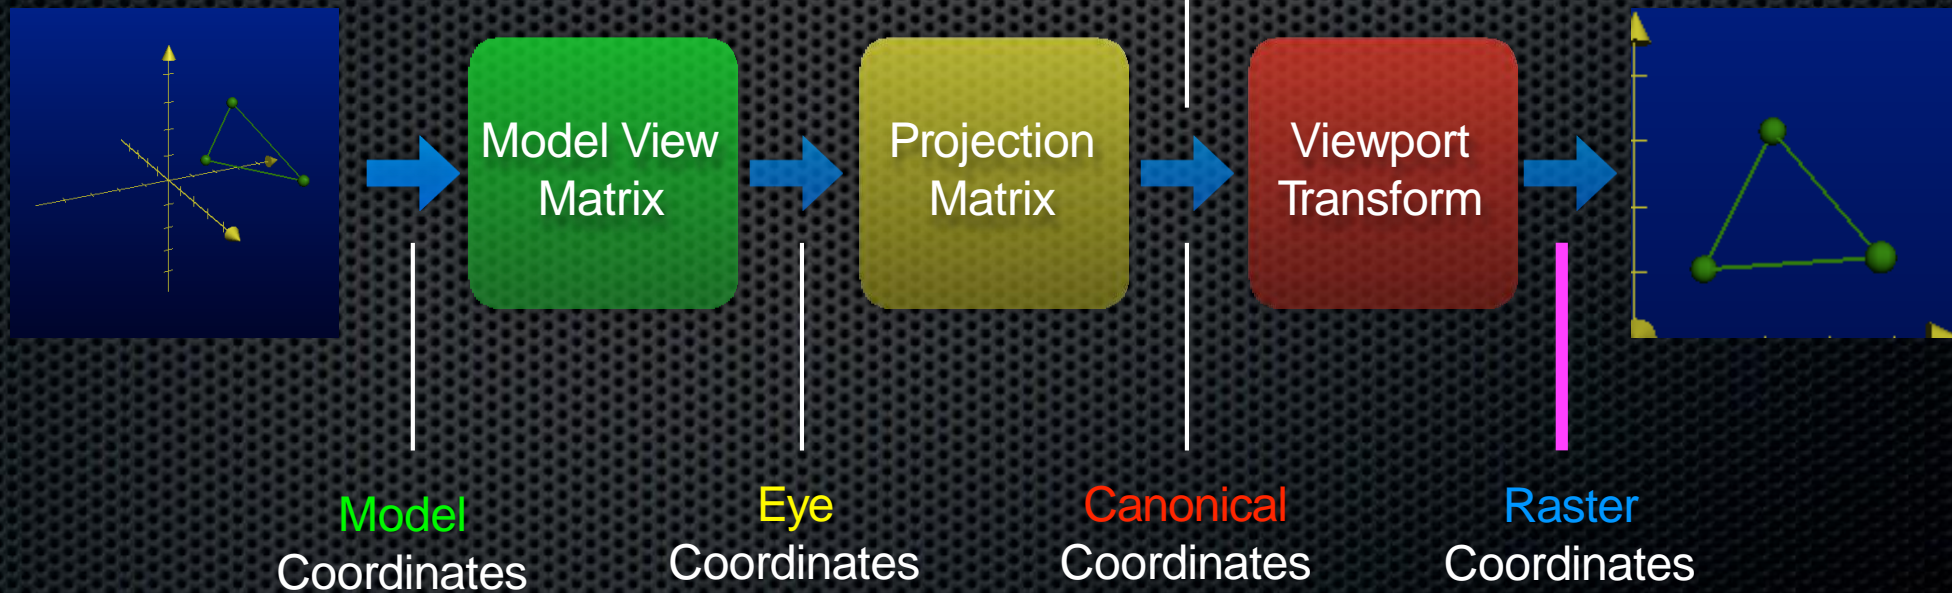 Model View
Matrix
Projection
Matrix
Viewport
Transform
Model
Coordinates
Eye
Coordinates
Canonical
Coordinates
Raster
Coordinates